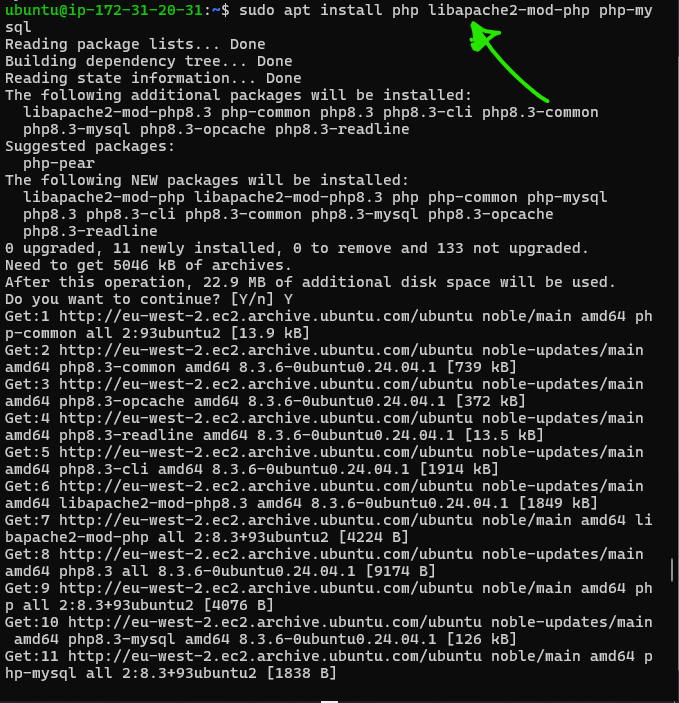 ubuntu@ip-172-31-20-31:~$ sudo apt install php libapache2-mod-php php-my
sql
Reading package lists... Done
Building dependency tree... Done
Reading state information... Done
The following additional packages will be installed:
  libapache2-mod-php8.3 php-common php8.3 php8.3-cli php8.3-common
  php8.3-mysql php8.3-opcache php8.3-readline
Suggested packages:
  php-pear
The following NEW packages will be installed:
  libapache2-mod-php libapache2-mod-php8.3 php php-common php-mysql
  php8.3 php8.3-cli php8.3-common php8.3-mysql php8.3-opcache
  php8.3-readline
0 upgraded, 11 newly installed, 0 to remove and 133 not upgraded.
Need to get 5046 kB of archives.
After this operation, 22.9 MB of additional disk space will be used.
Do you want to continue? [Y/n] Y
Get:1 http://eu-west-2.ec2.archive.ubuntu.com/ubuntu noble/main amd64 ph
p-common all 2:93ubuntu2 [13.9 kB]
Get:2 http://eu-west-2.ec2.archive.ubuntu.com/ubuntu noble-updates/main
amd64 php8.3-common amd64 8.3.6-0ubuntu0.24.04.1 [739 kB]
Get:3 http://eu-west-2.ec2.archive.ubuntu.com/ubuntu noble-updates/main
amd64 php8.3-opcache amd64 8.3.6-0ubuntu0.24.04.1 [372 kB]
Get:4 http://eu-west-2.ec2.archive.ubuntu.com/ubuntu noble-updates/main
amd64 php8.3-readline amd64 8.3.6-0ubuntu0.24.04.1 [13.5 kB]
Get:5 http://eu-west-2.ec2.archive.ubuntu.com/ubuntu noble-updates/main
amd64 php8.3-cli amd64 8.3.6-0ubuntu0.24.04.1 [1914 kB]
Get:6 http://eu-west-2.ec2.archive.ubuntu.com/ubuntu noble-updates/main
amd64 libapache2-mod-php8.3 amd64 8.3.6-0ubuntu0.24.04.1 [1849 kB]
Get:7 http://eu-west-2.ec2.archive.ubuntu.com/ubuntu noble/main amd64 li
bapache2-mod-php all 2:8.3+93ubuntu2 [4224 B]
Get:8 http://eu-west-2.ec2.archive.ubuntu.com/ubuntu noble-updates/main
amd64 php8.3 all 8.3.6-0ubuntu0.24.04.1 [9174 B]
Get:9 http://eu-west-2.ec2.archive.ubuntu.com/ubuntu noble/main amd64 ph
p all 2:8.3+93ubuntu2 [4076 B]
Get:10 http://eu-west-2.ec2.archive.ubuntu.com/ubuntu noble-updates/main
 amd64 php8.3-mysql amd64 8.3.6-0ubuntu0.24.04.1 [126 kB]
Get:11 http://eu-west-2.ec2.archive.ubuntu.com/ubuntu noble/main amd64 p
hp-mysql all 2:8.3+93ubuntu2 [1838 B]